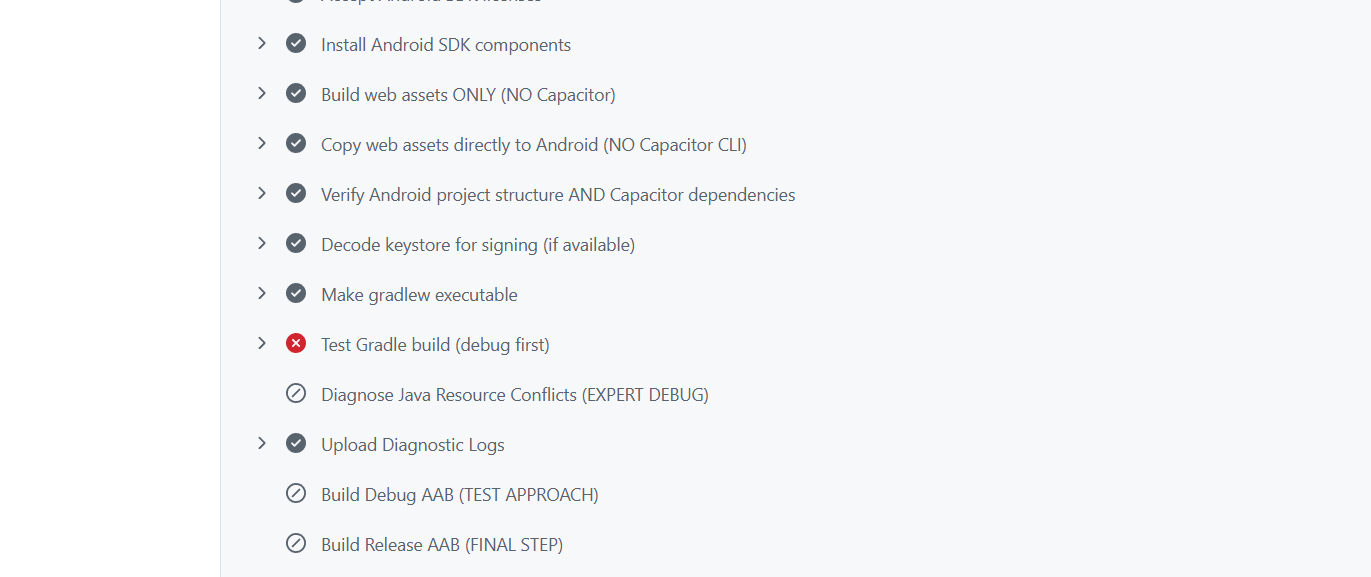 Install Android SDK components
Build web assets ONLY (NO Capacitor)
Copy web assets directly to Android (NO Capacitor CLI)
Verify Android project structure AND Capacitor dependencies
Decode keystore for signing (if available)
Make gradlew executable
Test Gradle build (debug first)
Diagnose Java Resource Conflicts (EXPERT DEBUG)
Upload Diagnostic Logs
Build Debug AAB (TEST APPROACH)
Build Release AAB (FINAL STEP)